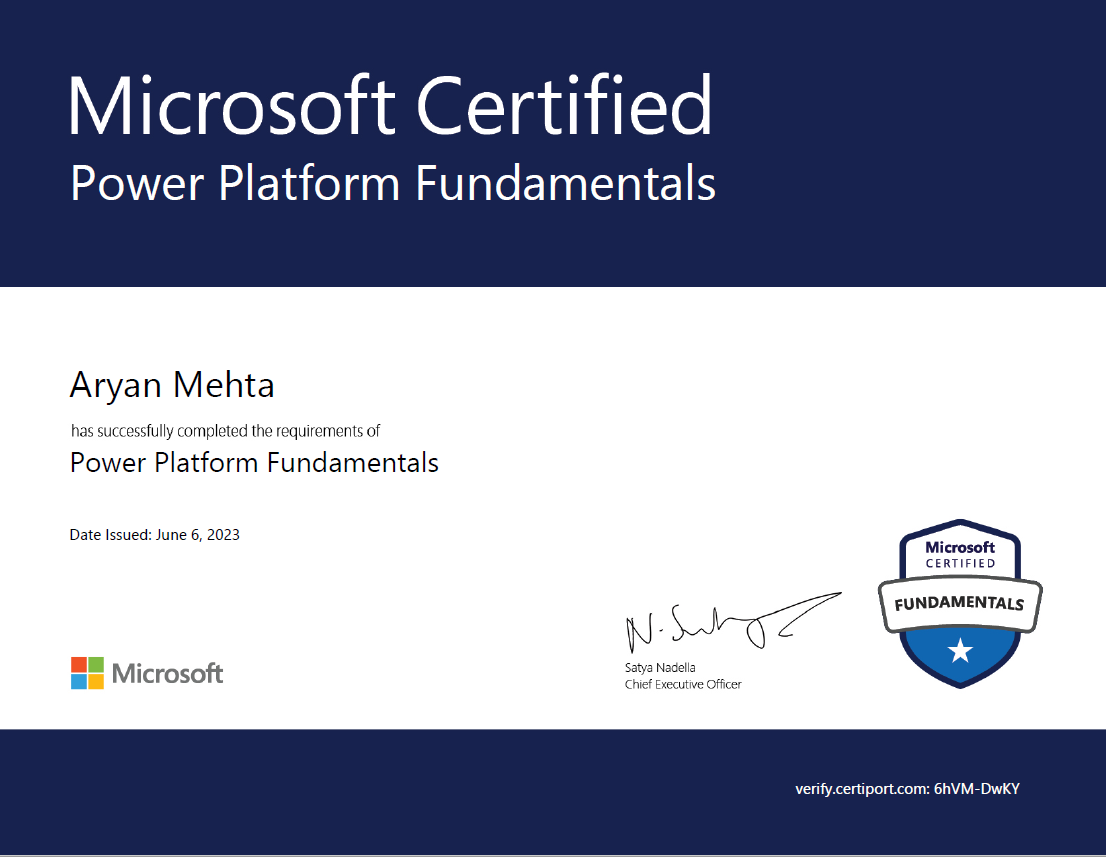 Microsoft Certified
Power Platform Fundamentals
Aryan Mehta
has successfully completed the requirements of
Power Platform Fundamentals
Date Issued: June 6, 2023
Microsoft
CERTIFIED
FUNDAMENTALS
Satya Nadella
Chief Executive Officer
Microsoft
verify.certiport.com: 6hVM-DwKY